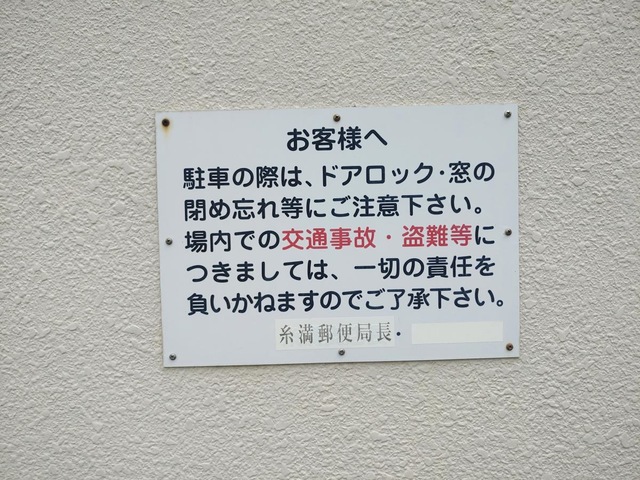 お客様へ
駐車の際は、ドアロック・窓の
閉め忘れ等にご注意下さい。
場内での交通事故・盗難等に
つきましては、一切の責任を
負いかねますのでご了承下さい。
糸満郵便局長・